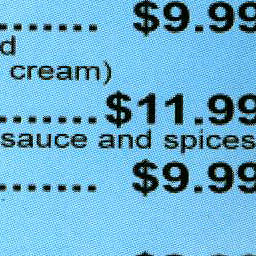 ....... $9.99
d
cream)
....... $11.99
sauce and spices
....... $9.99